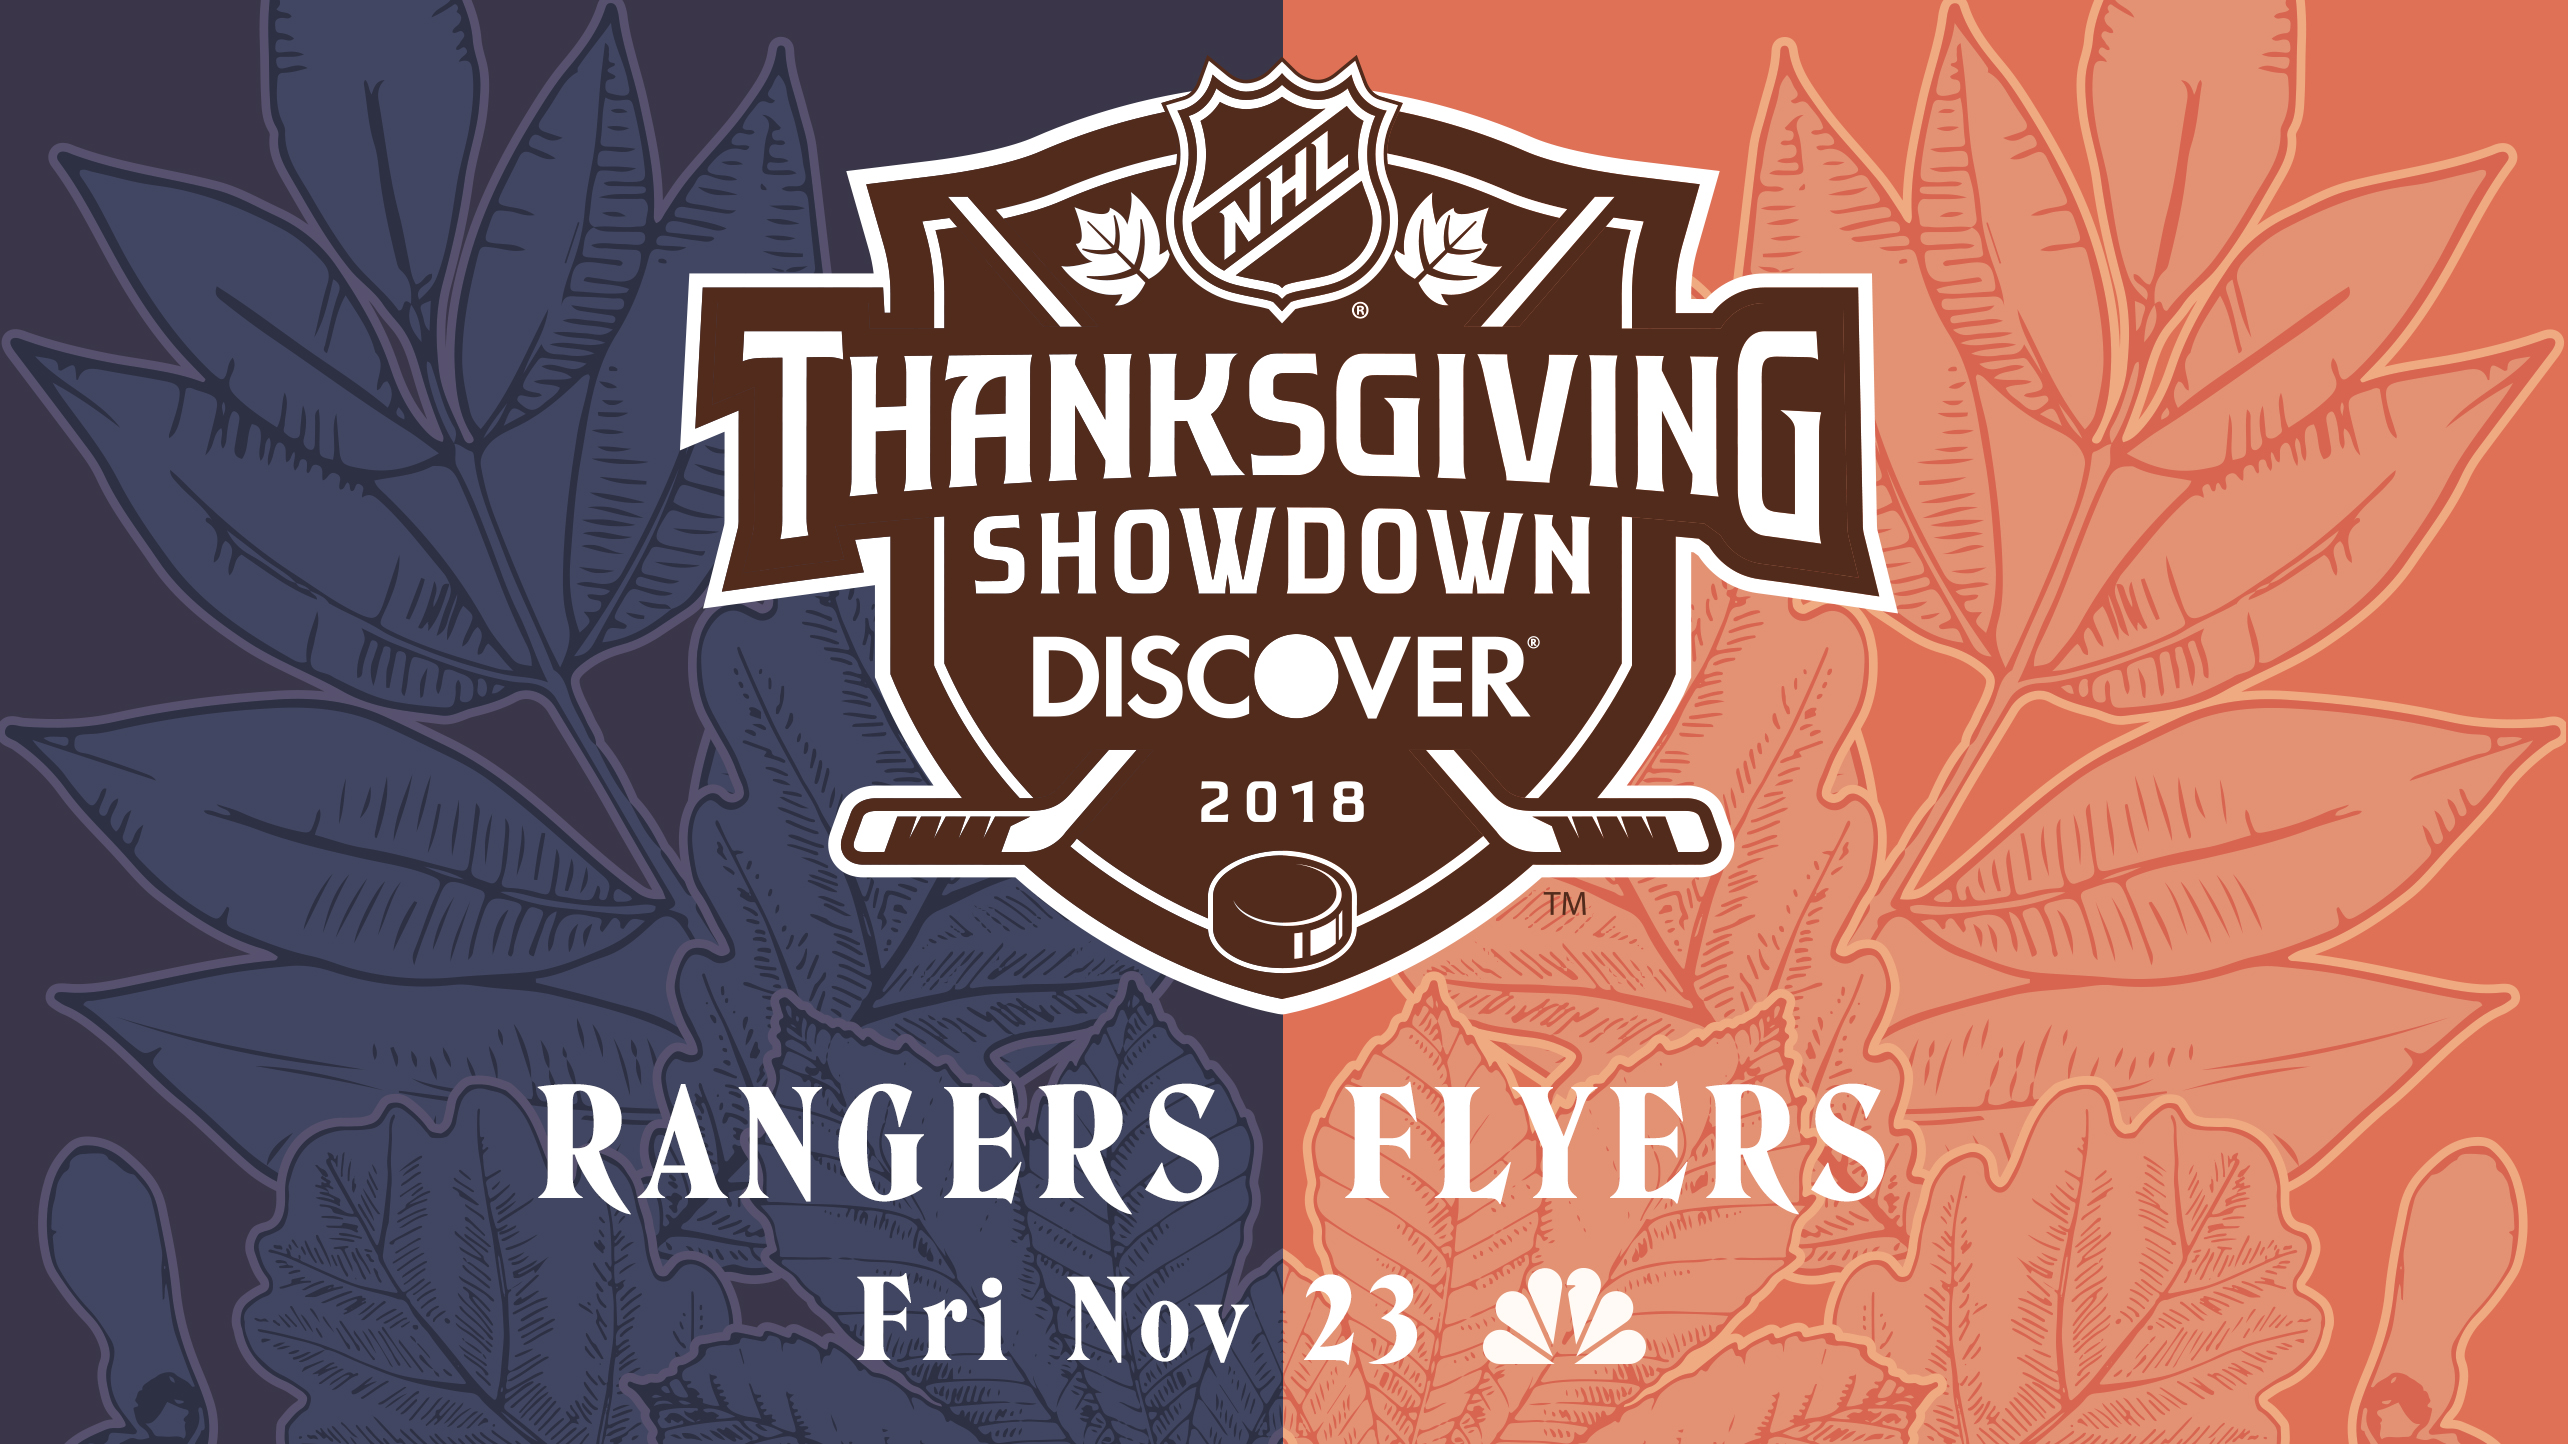 NHL
®
THANKSGIVING
SHOWDOWN
DISCOVER®
2018
TM
RANGERS FLYERS
Fri Nov 23